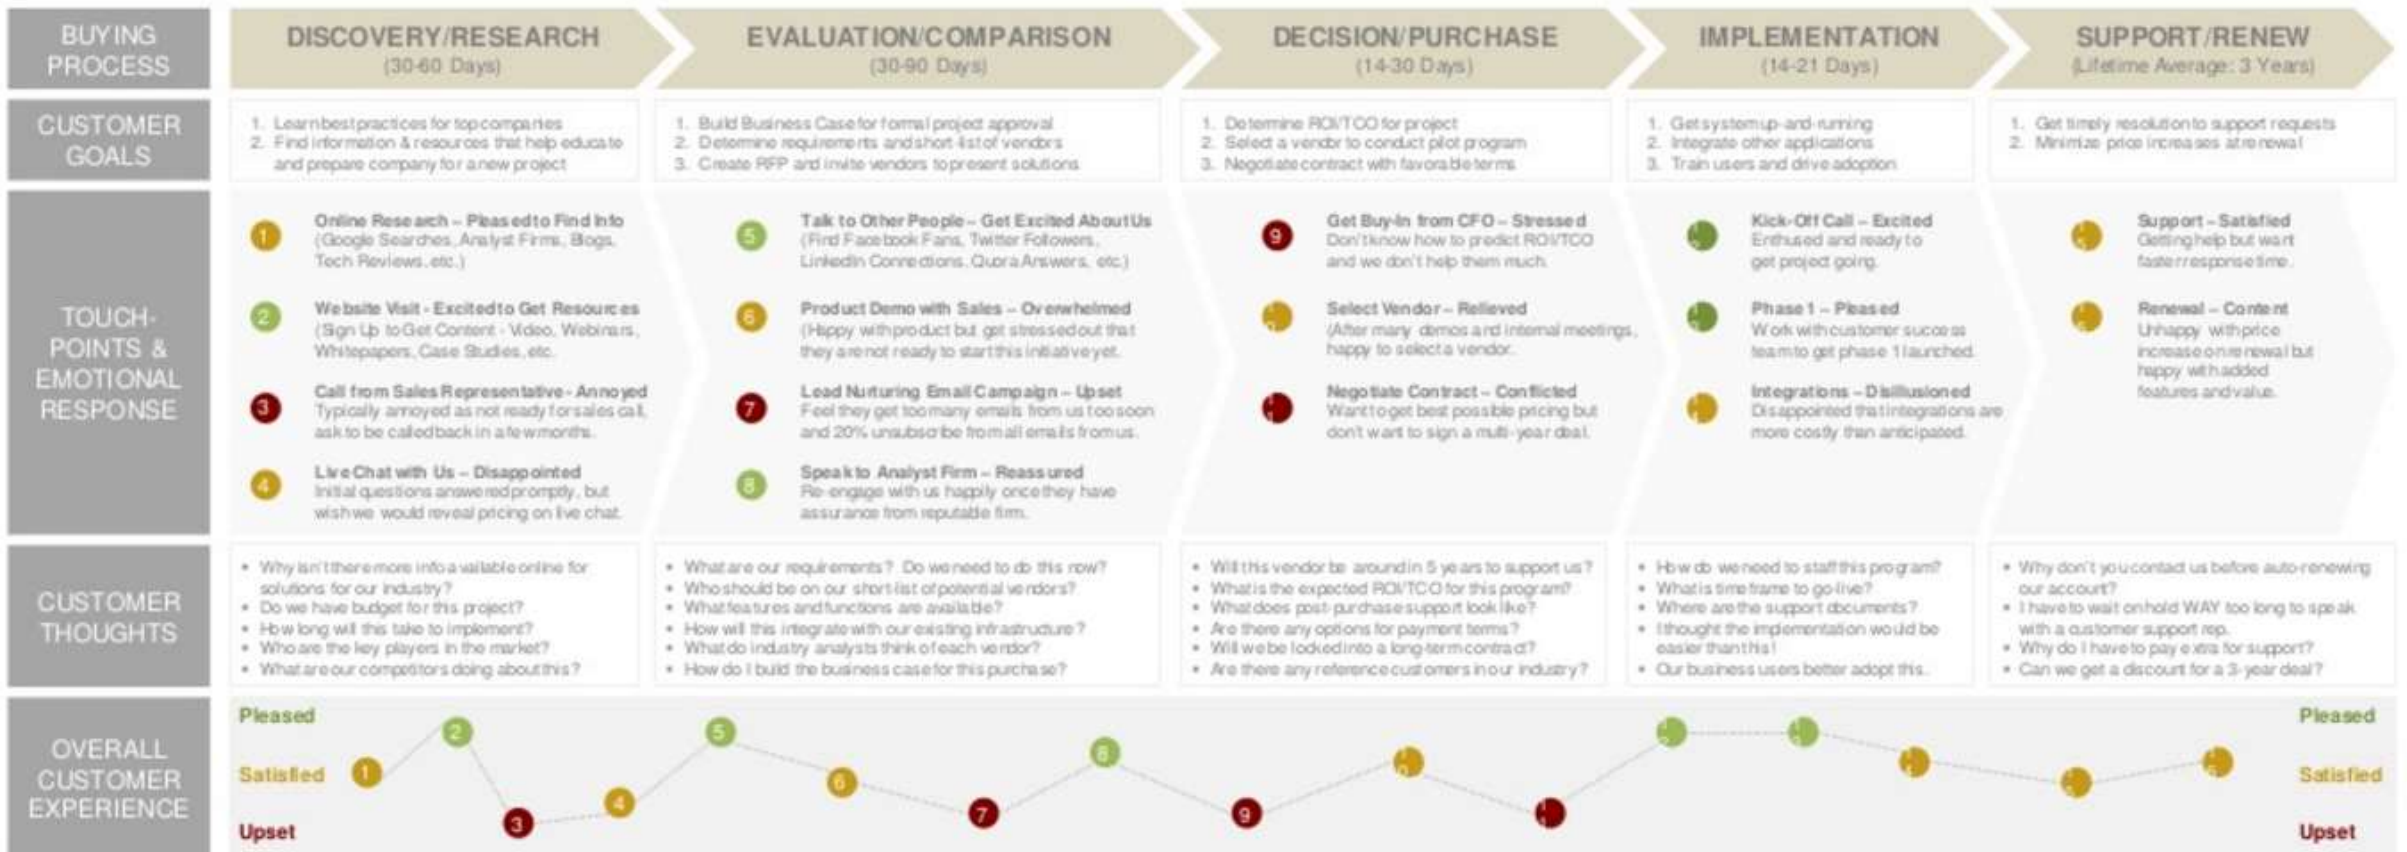 BUYING
PROCESS
DISCOVERY/RESEARCH
(30-60 Days)
EVALUATION/COMPARISON
(30-90 Days)
DECISION/PURCHASE
(14-30 Days)
IMPLEMENTATION
(14-21 Days)
SUPPORT/RENEW
(Lifetime Average: 3 Years)
CUSTOMER
GOALS
1. Learn best practices for top companies
2. Find information & resources that help educate
and prepare company for a new project
1. Build Business Case for formal project approval
2. Determine requirements and short-list of vendors
3. Create RFP and invite vendors to present solutions
1. Determine ROI/TCO for project
2. Select a vendor to conduct pilot program
3. Negotiate contract with favorable terms
1. Get system up-and-running
2. Integrate other applications
3. Train users and drive adoption
1. Get timely resolution to support requests
2. Minimize price increases at renewal
TOUCH-
POINTS &
EMOTIONAL
RESPONSE
1 Online Research – Pleased to Find Info
(Google Searches, Analyst Firms, Blogs,
Tech Reviews, etc.)
2 Website Visit - Excited to Get Resources
(Sign Up to Get Content - Video, Webinars,
Whitepapers, Case Studies, etc.
3 Call from Sales Representative - Annoyed
Typically annoyed as not ready for sales call,
ask to be called back in a few months.
4 Live Chat with Us – Disappointed
Initial questions answered promptly, but
wish we would reveal pricing on live chat.
5 Talk to Other People – Get Excited About Us
(Find Facebook Fans, Twitter Followers,
LinkedIn Connections, Quora Answers, etc.)
6 Product Demo with Sales – Overwhelmed
(Happy with product but get stressed out that
they are not ready to start this initiative yet.
7 Lead Nurturing Email Campaign – Upset
Feel they get too many emails from us too soon
and 20% unsubscribe from all emails from us.
8 Speak to Analyst Firm – Reassured
Re-engage with us happily once they have
assurance from reputable firm.
9 Get Buy-In from CFO – Stressed
Don't know how to predict ROI/TCO
and we don't help them much.
10 Select Vendor – Relieved
(After many demos and internal meetings,
happy to select a vendor.
11 Negotiate Contract – Conflicted
Want to get best possible pricing but
don't want to sign a multi-year deal.
12 Kick-Off Call – Excited
Enthused and ready to
get project going.
13 Phase 1 – Pleased
Work with customer success
team to get phase 1 launched.
14 Integrations – Disillusioned
Disappointed that integrations are
more costly than anticipated.
15 Support – Satisfied
Getting help but want
faster response time.
16 Renewal – Content
Unhappy with price
increase on renewal but
happy with added
features and value.
CUSTOMER
THOUGHTS
• Why isn't there more info available online for
solutions for our industry?
• Do we have budget for this project?
• How long will this take to implement?
• Who are the key players in the market?
• What are our competitors doing about this?
• What are our requirements? Do we need to do this now?
• Who should be on our short-list of potential vendors?
• What features and functions are available?
• How will this integrate with our existing infrastructure?
• What do industry analysts think of each vendor?
• How do I build the business case for this purchase?
• Will this vendor be around in 5 years to support us?
• What is the expected ROI/TCO for this program?
• What does post-purchase support look like?
• Are there any options for payment terms?
• Will we be locked into a long-term contract?
• Are there any reference customers in our industry?
• How do we need to staff this program?
• What is time frame to go-live?
• Where are the support documents?
• I thought the implementation would be
easier than this!
• Our business users better adopt this.
• Why don't you contact us before auto-renewing
our account?
• I have to wait on hold WAY too long to speak
with a customer support rep.
• Why do I have to pay extra for support?
• Can we get a discount for a 3-year deal?
OVERALL
CUSTOMER
EXPERIENCE
Pleased
Satisfied
Upset
1
2
3
4
5
6
7
8
9
10
11
12
13
14
15
16
Pleased
Satisfied
Upset